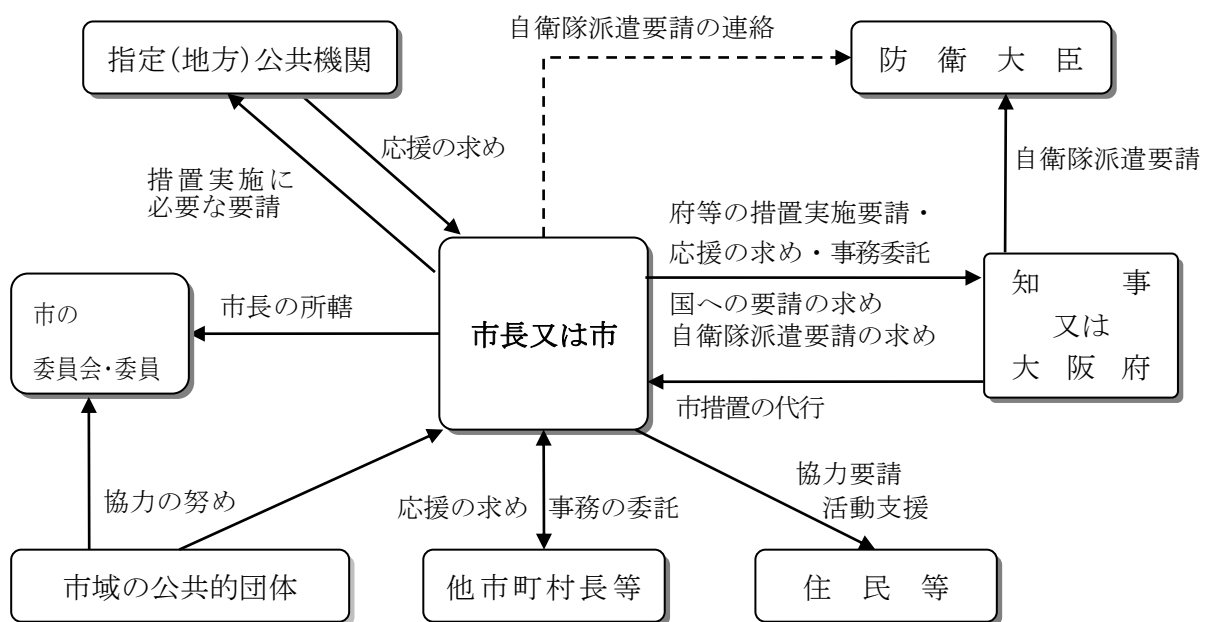 自衛隊派遣要請の連絡
指定(地方)公共機関
防衛大臣
応援の求め
自衛隊派遣要請
措置実施に
必要な要請
府等の措置実施要請・
応援の求め・事務委託
知事
又は
大阪府
国への要請の求め
自衛隊派遣要請の求め
市長の所轄
市の
委員会・委員
市長又は市
市措置の代行
協力の努め
応援の求め
事務の委託
協力要請
活動支援
市域の公共的団体
他市町村長等
住民等